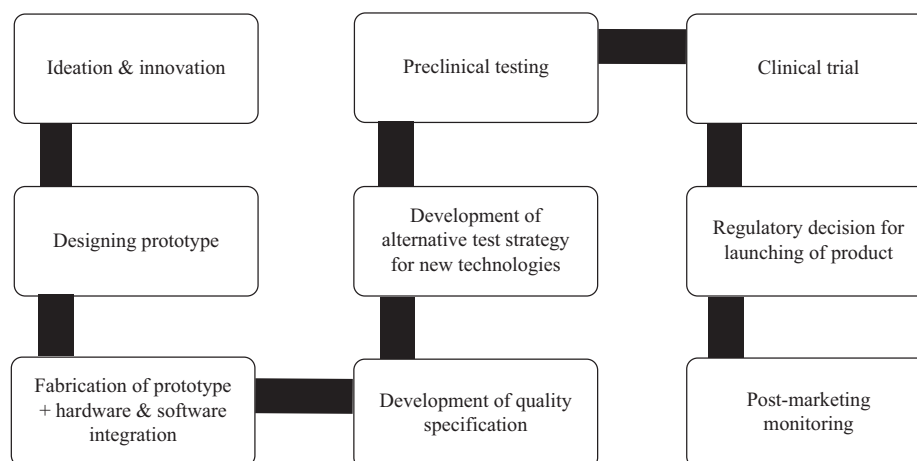 Ideation & innovation
Designing prototype
Fabrication of prototype
+ hardware & software
integration
Preclinical testing
Development of
alternative test strategy
for new technologies
Development of quality
specification
Clinical trial
Regulatory decision for
launching of product
Post-marketing
monitoring